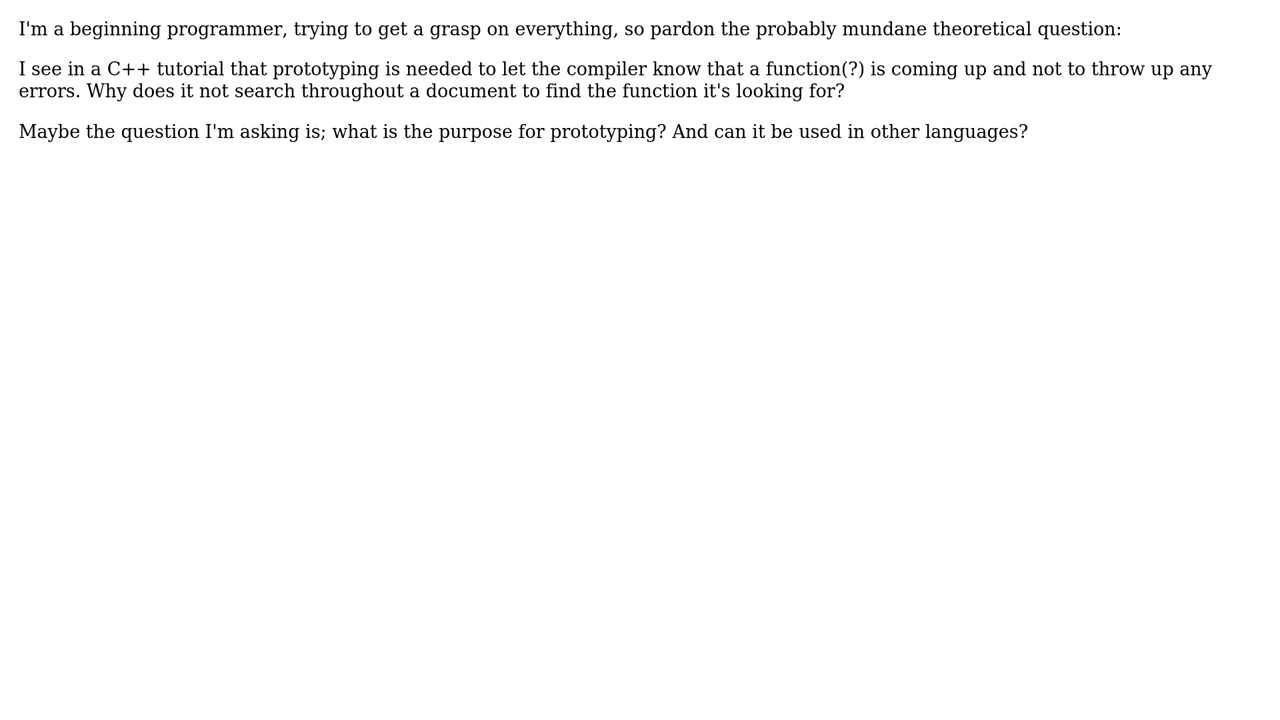 I'm a beginning programmer, trying to get a grasp on everything, so pardon the probably mundane theoretical question:
I see in a C++ tutorial that prototyping is needed to let the compiler know that a function(?) is coming up and not to throw up any
errors. Why does it not search throughout a document to find the function it's looking for?
Maybe the question I'm asking is; what is the purpose for prototyping? And can it be used in other languages?